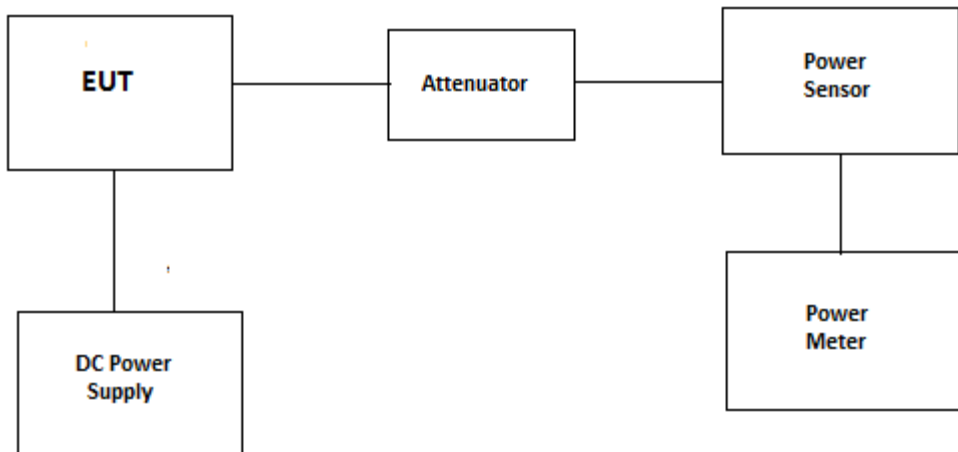 EUT
Attenuator
Power
Sensor
DC Power
Supply
Power
Meter